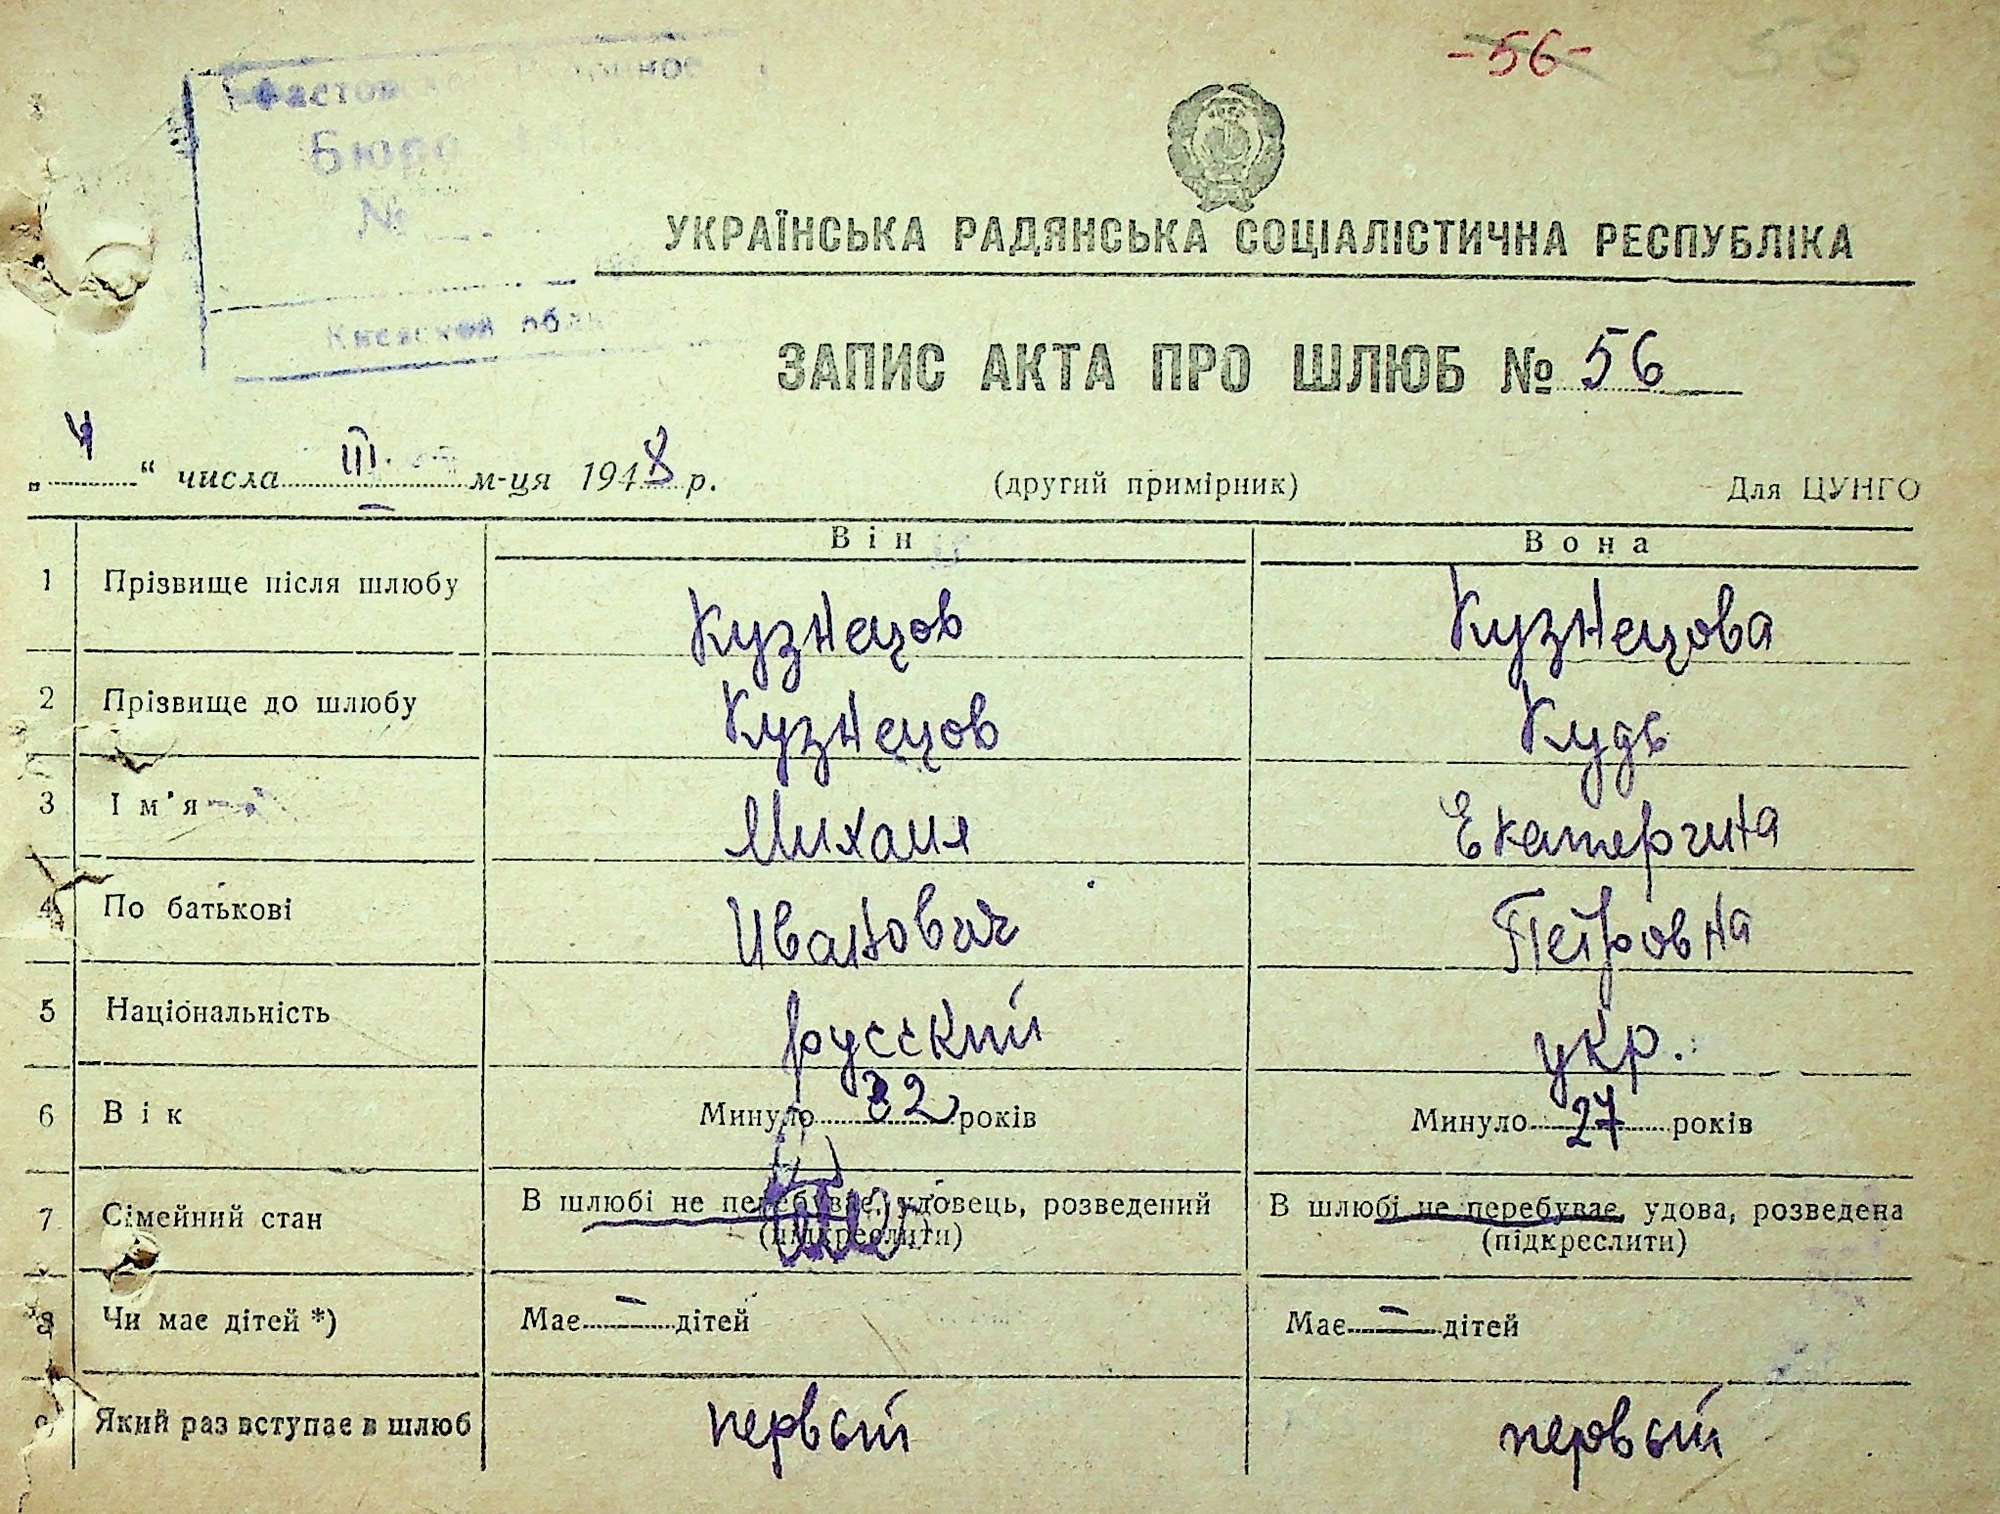 -56-
56
Бюро
№
Киевской
УКРАЇНСЬКА РАДЯНСЬКА СОЦІАЛІСТИЧНА РЕСПУБЛІКА
ЗАПИС АКТА ПРО ШЛЮБ № 56
„ 4 “ числа III м-ця 1948 р. (другий примірник) Для ЦУНГО
Він Вона
1 Прізвище після шлюбу Кузнецов Кузнецова
2 Прізвище до шлюбу Кузнецов Кудь
3 Ім'я Михаил Екатерина
4 По батькові Иванович Петровна
5 Національність русский укр.
6 Вік Минуло 32 років Минуло 27 років
7 Сімейний стан В шлюбі не перебуває, удовець, розведений В шлюбі не перебуває, удова, розведена
(підкреслити) (підкреслити)
8 Чи має дітей *) Має – дітей Має – дітей
9 Який раз вступає в шлюб первый первый